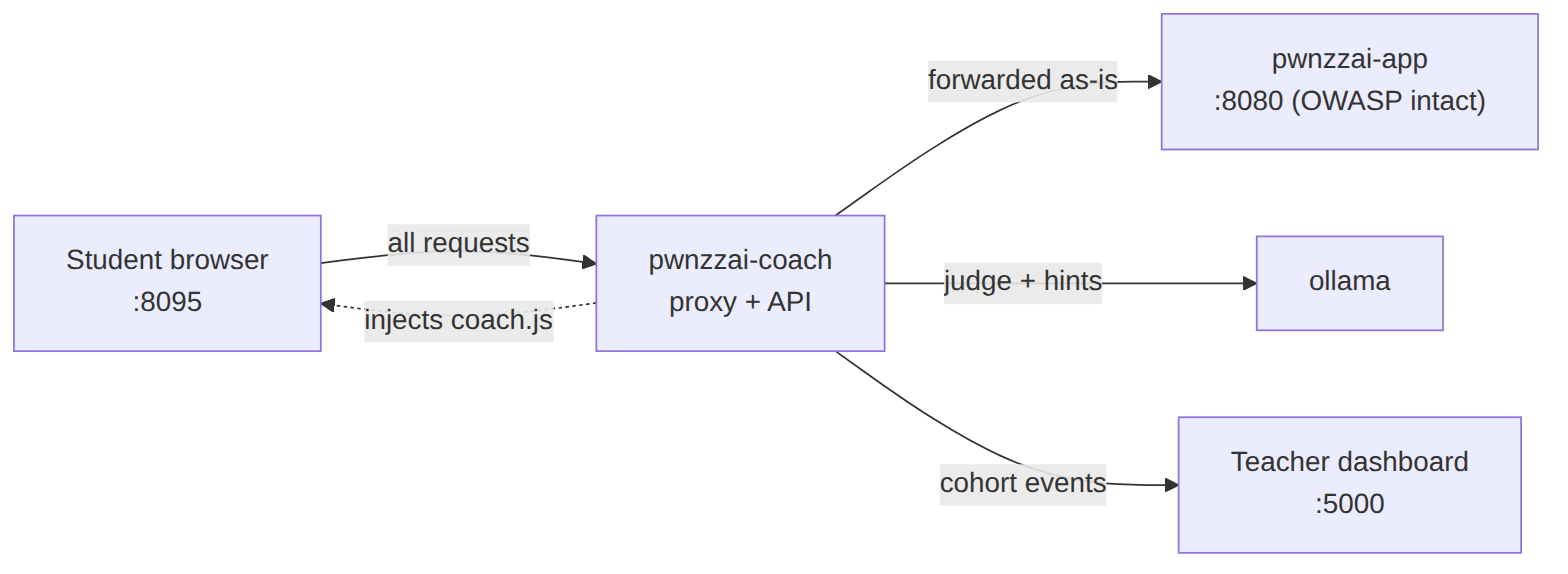 Student browser
:8095
all requests
injects coach.js
pwnzzai-coach
proxy + API
forwarded as-is
judge + hints
cohort events
pwnzzai-app
:8080 (OWASP intact)
ollama
Teacher dashboard
:5000